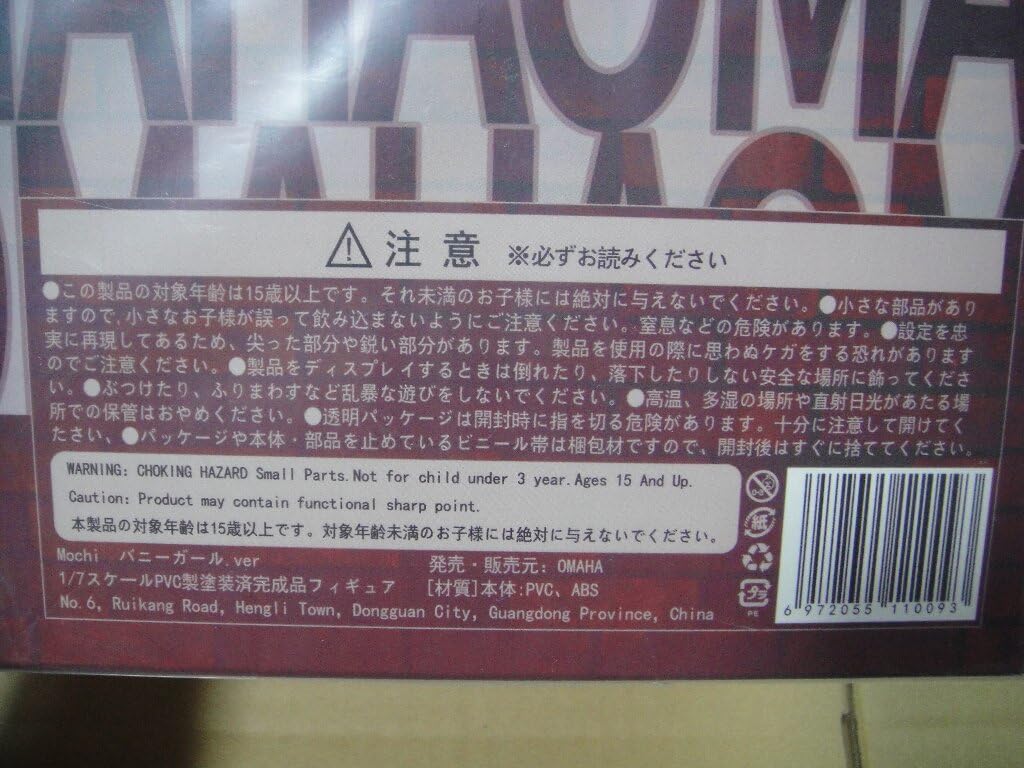 OMA
注意 ※必ずお読みください
●この製品の対象年齢は15歳以上です。それ未満のお子様には絶対に与えないでください。●小さな部品があり
ますので、小さなお子様が誤って飲み込まないようにご注意ください。窒息などの危険があります。●設定を忠
実に再現してあるため、尖った部分や鋭い部分があります。製品を使用の際に思わぬケガをする恐れがあります
のでご注意ください。●製品をディスプレイするときは倒れたり、落下したりしない安全な場所に飾ってくださ
い。●ぶつけたり、ふりまわすなど乱暴な遊びをしないでください。●高温、多湿の場所や直射日光があたる場
所での保管はおやめください。●透明パッケージは開封時に指を切る危険があります。十分に注意して開けてく
ださい、●パッケージや本体・部品を止めているビニール帯は梱包材ですので、開封後はすぐに捨ててください。
WARNING: CHOKING HAZARD Small Parts.Not for child under 3 year.Ages 15 And Up.
Caution: Product may contain functional sharp point.
本製品の対象年齢は15歳以上です。対象年齢未満のお子様には絶対に与えないでください。
Mochi バニーガール.ver 発売・販売元: OMAHA
1/7スケールPVC製塗装済完成品フィギュア [材質]本体:PVC、ABS
No.6, Ruikang Road, Hengli Town, Dongguan City, Guangdong Province, China
0-3
紙
プラ
PE
6 972055 110093